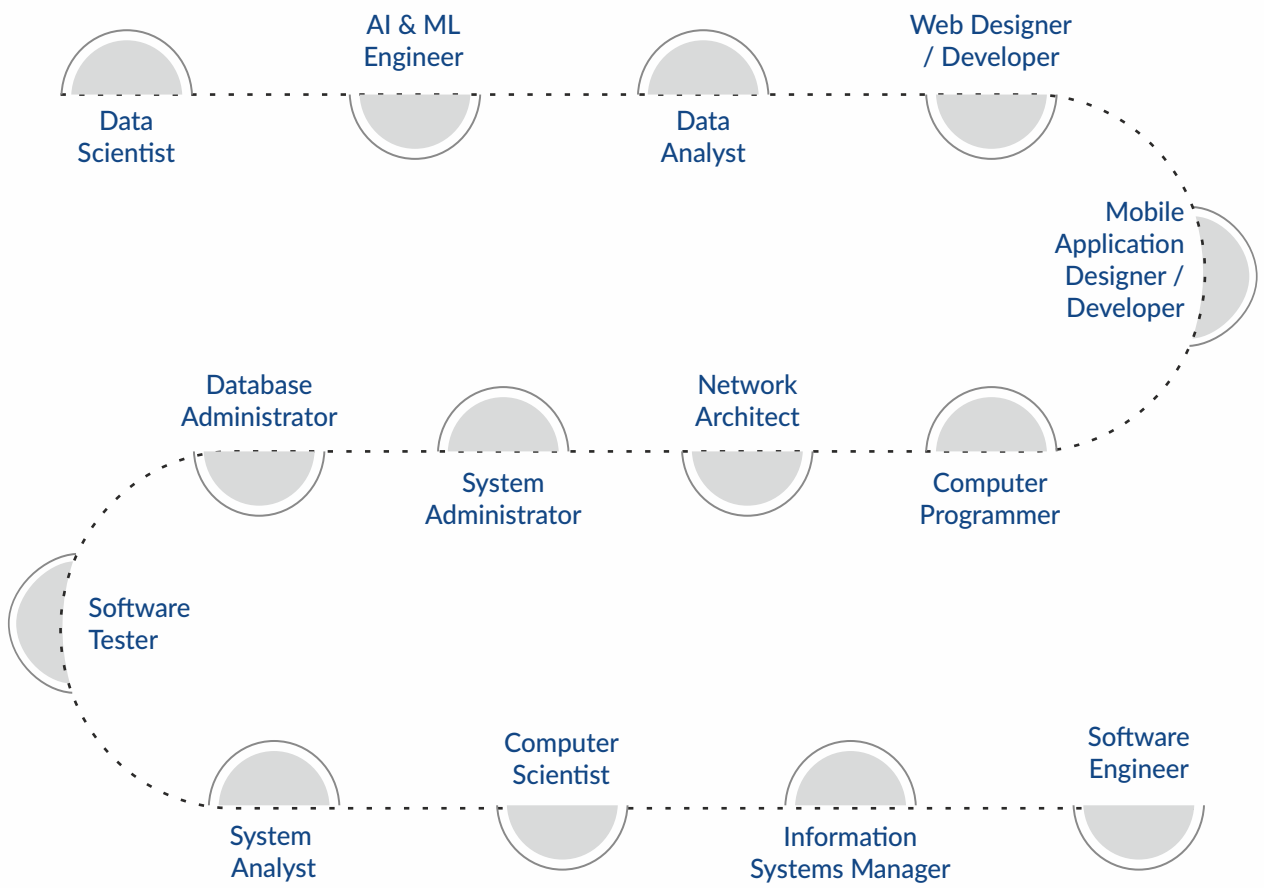 Data
Scientist
AI & ML
Engineer
Data
Analyst
Web Designer
/ Developer
Mobile
Application
Designer /
Developer
Computer
Programmer
Network
Architect
System
Administrator
Database
Administrator
Software
Tester
System
Analyst
Computer
Scientist
Information
Systems Manager
Software
Engineer